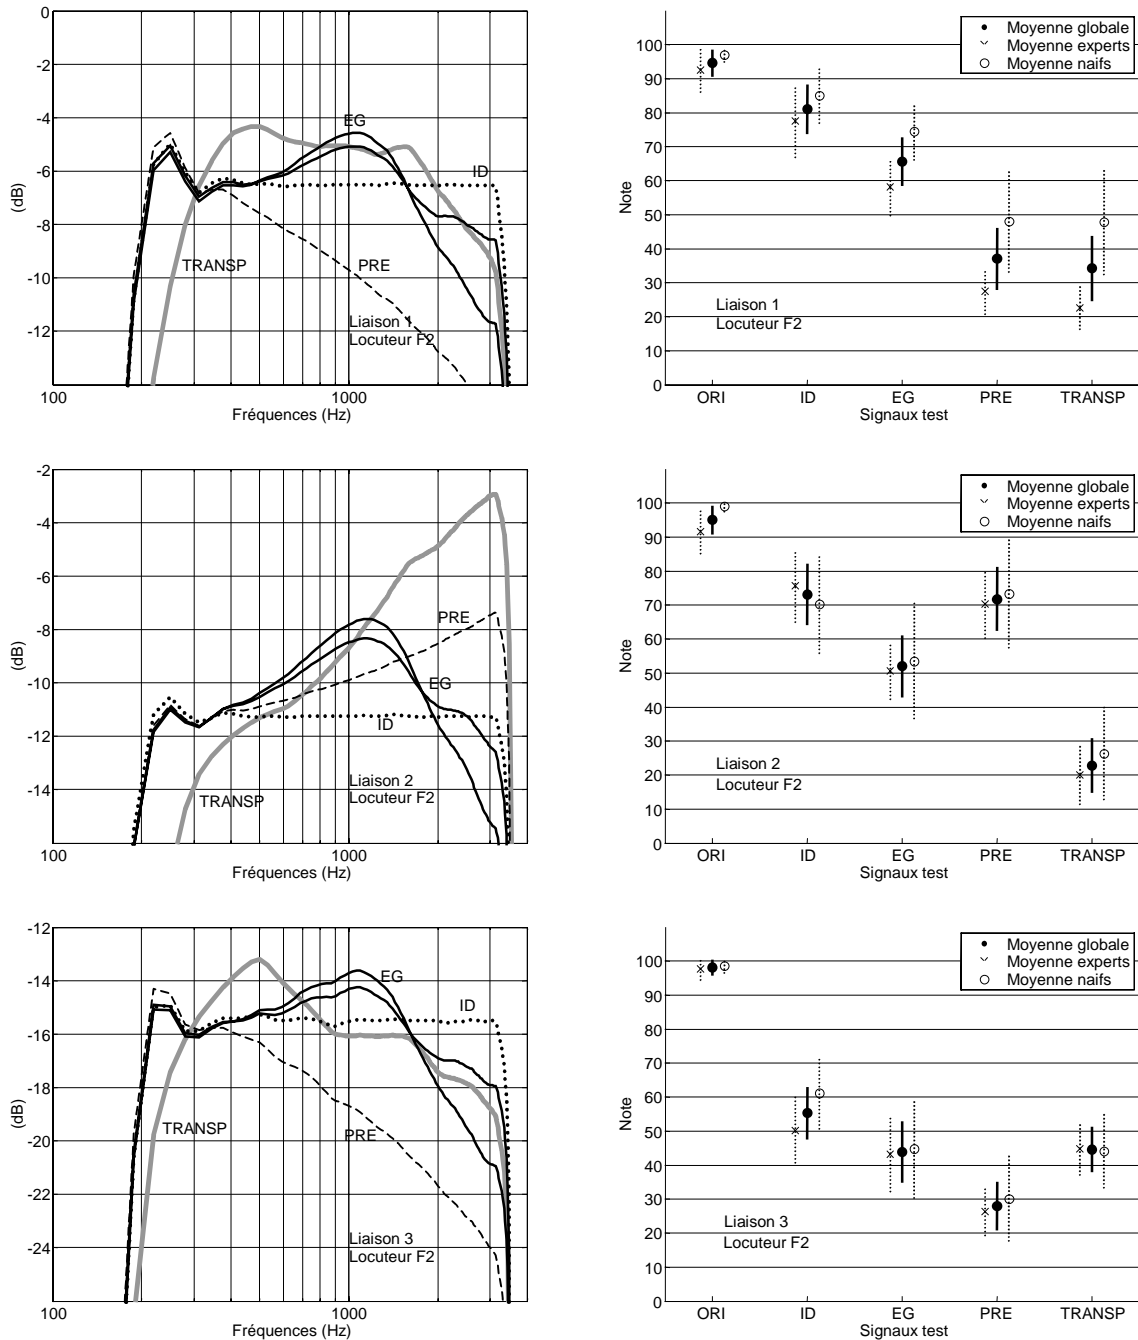 0
-2
-4
-6
-8
-10
-12
(dB)
EG
ID
TRANSP
PRE
Liaison 1
Locuteur F2
100
1000
Fréquences (Hz)
100
90
80
70
60
50
40
30
20
10
0
Note
Moyenne globale
Moyenne experts
Moyenne naifs
Liaison 1
Locuteur F2
ORI
ID
EG
PRE
TRANSP
Signaux test
-2
-4
-6
-8
-10
-12
-14
(dB)
PRE
EG
ID
TRANSP
Liaison 2
Locuteur F2
100
1000
Fréquences (Hz)
100
90
80
70
60
50
40
30
20
10
0
Note
Moyenne globale
Moyenne experts
Moyenne naifs
Liaison 2
Locuteur F2
ORI
ID
EG
PRE
TRANSP
Signaux test
-12
-14
-16
-18
-20
-22
-24
(dB)
EG
ID
TRANSP
PRE
Liaison 3
Locuteur F2
100
1000
Fréquences (Hz)
100
90
80
70
60
50
40
30
20
10
0
Note
Moyenne globale
Moyenne experts
Moyenne naifs
Liaison 3
Locuteur F2
ORI
ID
EG
PRE
TRANSP
Signaux test